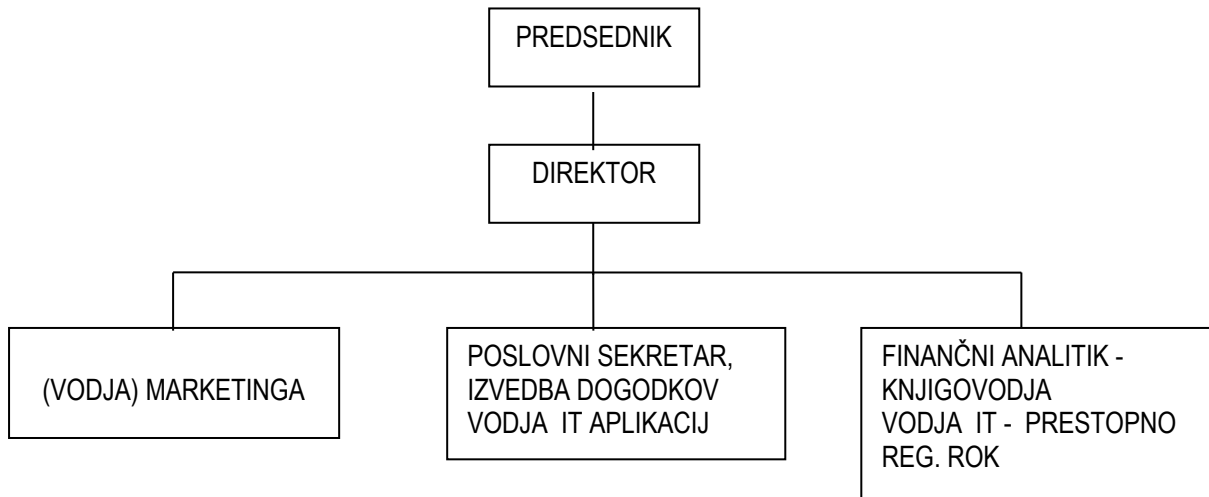 PREDSEDNIK
DIREKTOR
(VODJA) MARKETINGA
POSLOVNI SEKRETAR,
IZVEDBA DOGODKOV
VODJA IT APLIKACIJ
FINANČNI ANALITIK -
KNJIGOVODJA
VODJA IT - PRESTOPNO
REG. ROK